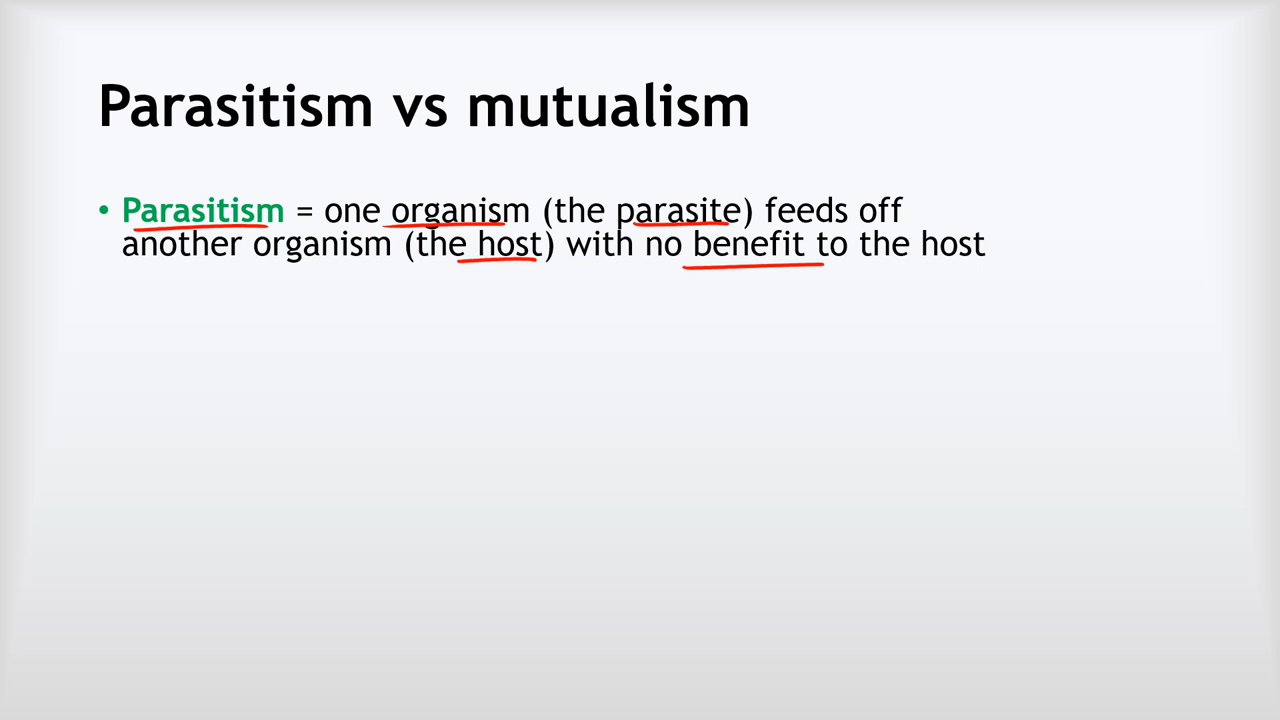 Parasitism vs mutualism
• Parasitism = one organism (the parasite) feeds off
another organism (the host) with no benefit to the host